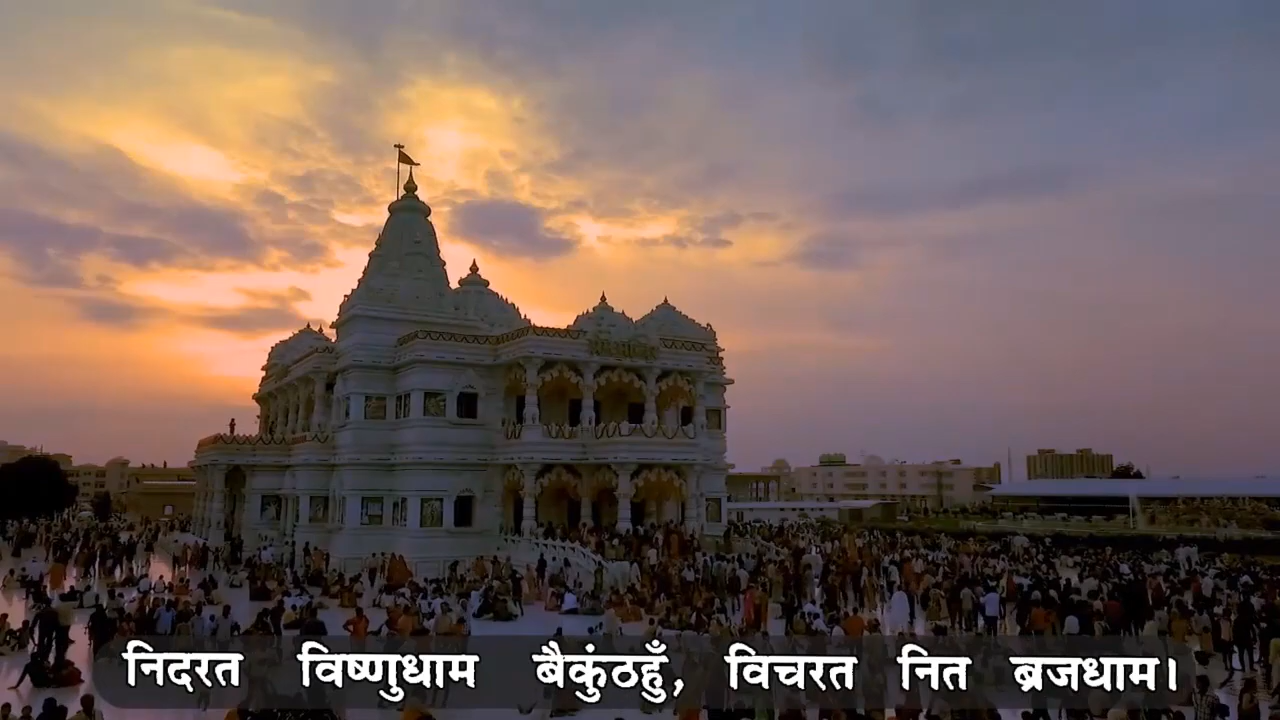 निदरत विष्णुधाम बैकुंठहुँ, विचरत नित ब्रजधाम।